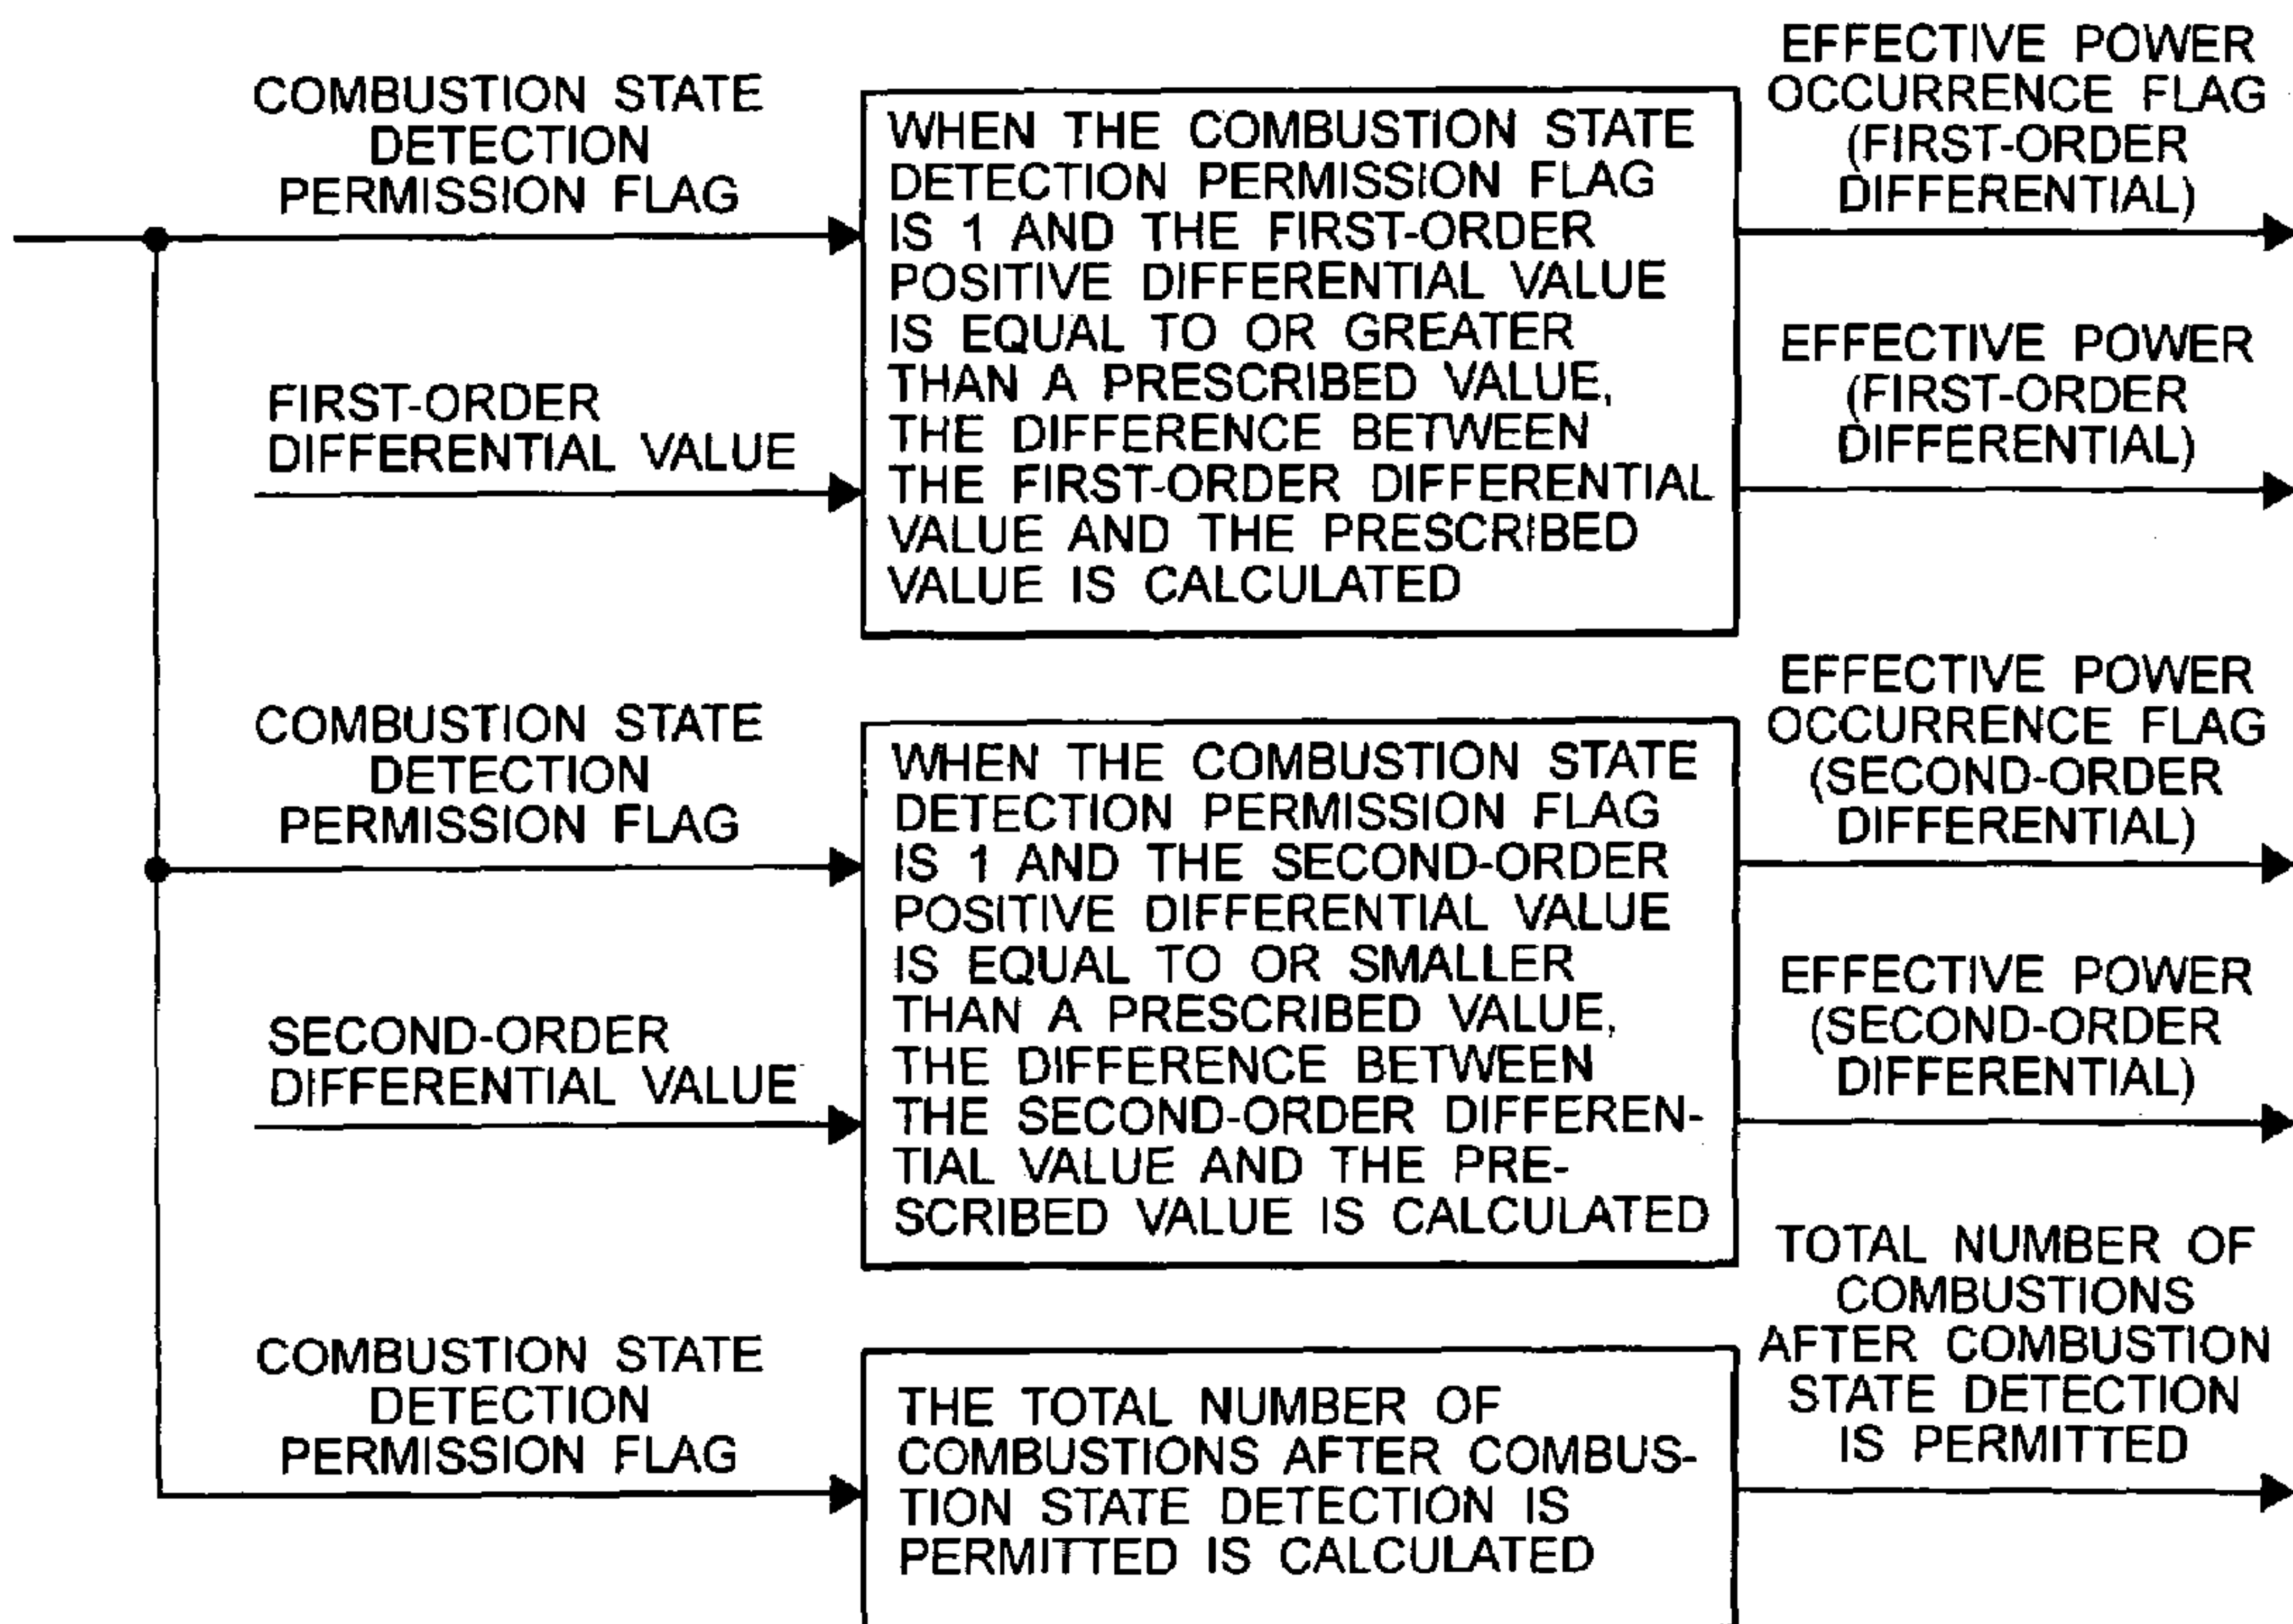 COMBUSTION STATE
DETECTION
PERMISSION FLAG
WHEN THE COMBUSTION STATE
DETECTION PERMISSION FLAG
IS 1 AND THE FIRST-ORDER
POSITIVE DIFFERENTIAL VALUE
IS EQUAL TO OR GREATER
THAN A PRESCRIBED VALUE,
THE DIFFERENCE BETWEEN
THE FIRST-ORDER DIFFERENTIAL
VALUE AND THE PRESCRIBED
VALUE IS CALCULATED
EFFECTIVE POWER
OCCURRENCE FLAG
(FIRST-ORDER
DIFFERENTIAL)
FIRST-ORDER
DIFFERENTIAL VALUE
EFFECTIVE POWER
(FIRST-ORDER
DIFFERENTIAL)
COMBUSTION STATE
DETECTION
PERMISSION FLAG
WHEN THE COMBUSTION STATE
DETECTION PERMISSION FLAG
IS 1 AND THE SECOND-ORDER
POSITIVE DIFFERENTIAL VALUE
IS EQUAL TO OR SMALLER
THAN A PRESCRIBED VALUE,
THE DIFFERENCE BETWEEN
THE SECOND-ORDER DIFFEREN-
TIAL VALUE AND THE PRE-
SCRIBED VALUE IS CALCULATED
EFFECTIVE POWER
OCCURRENCE FLAG
(SECOND-ORDER
DIFFERENTIAL)
SECOND-ORDER
DIFFERENTIAL VALUE
EFFECTIVE POWER
(SECOND-ORDER
DIFFERENTIAL)
COMBUSTION STATE
DETECTION
PERMISSION FLAG
THE TOTAL NUMBER OF
COMBUSTIONS AFTER COMBUS-
TION STATE DETECTION IS
PERMITTED IS CALCULATED
TOTAL NUMBER OF
COMBUSTIONS
AFTER COMBUSTION
STATE DETECTION
IS PERMITTED